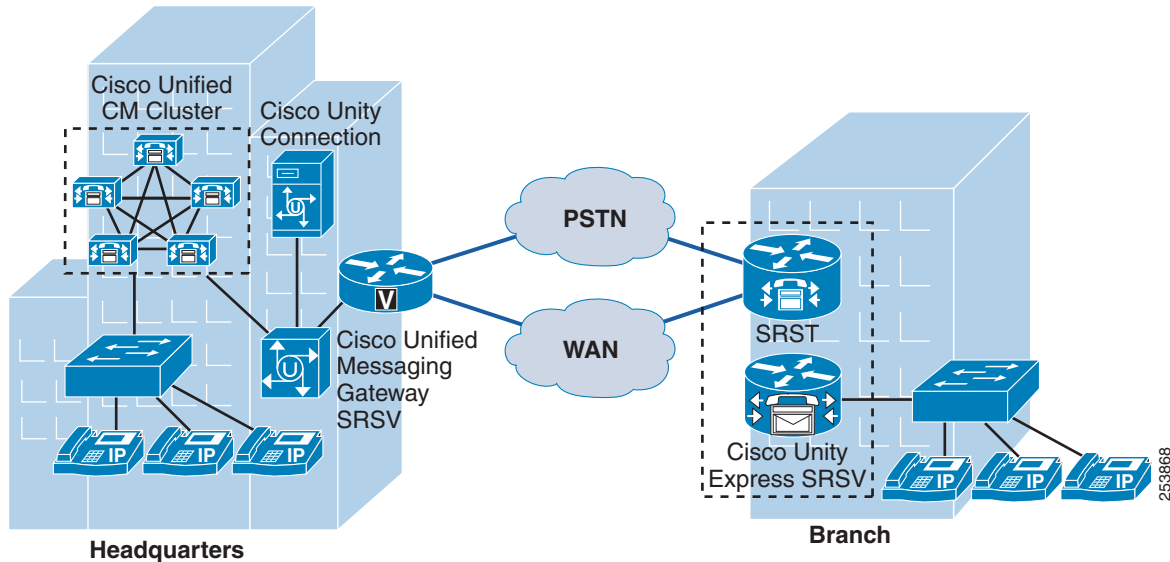 Cisco Unified
CM Cluster
Cisco Unity
Connection
U
V
U
Cisco Unified
Messaging
Gateway
SRSV
IP
IP
IP
Headquarters
PSTN
WAN
SRST
Cisco Unity
Express SRSV
IP
IP
IP
Branch
253868